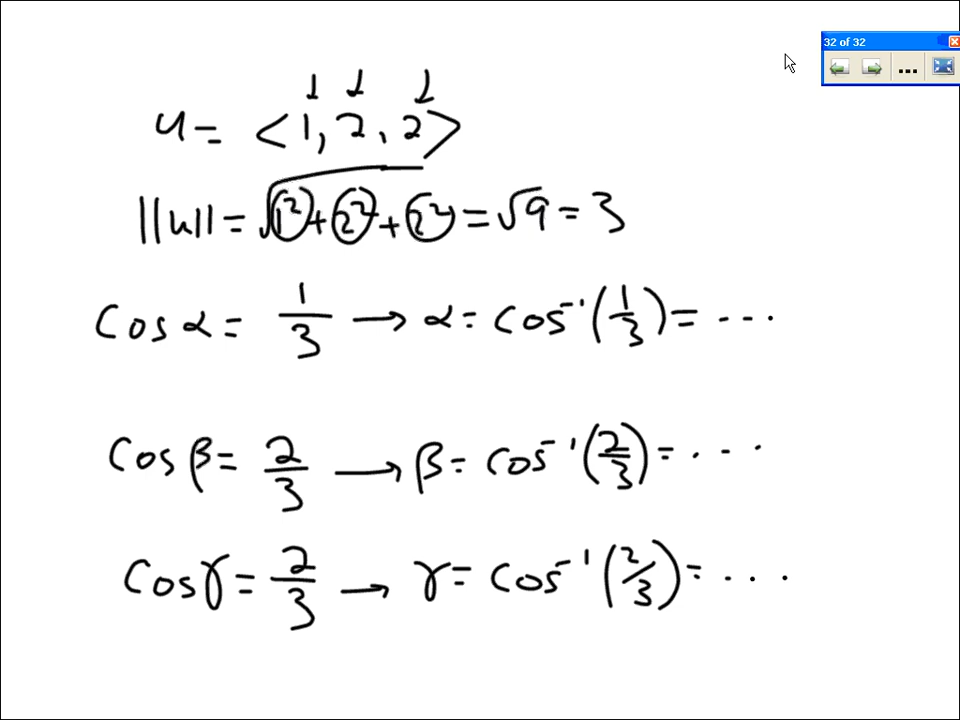 32 of 32
...
u = <1, 2, 2>
||u|| = √1² + 2² + 2² = √9 = 3
Cos α = 1/3 → α = cos⁻¹(1/3) = ...
Cos β = 2/3 → β = cos⁻¹(2/3) = ...
Cos γ = 2/3 → γ = cos⁻¹(2/3) = ...